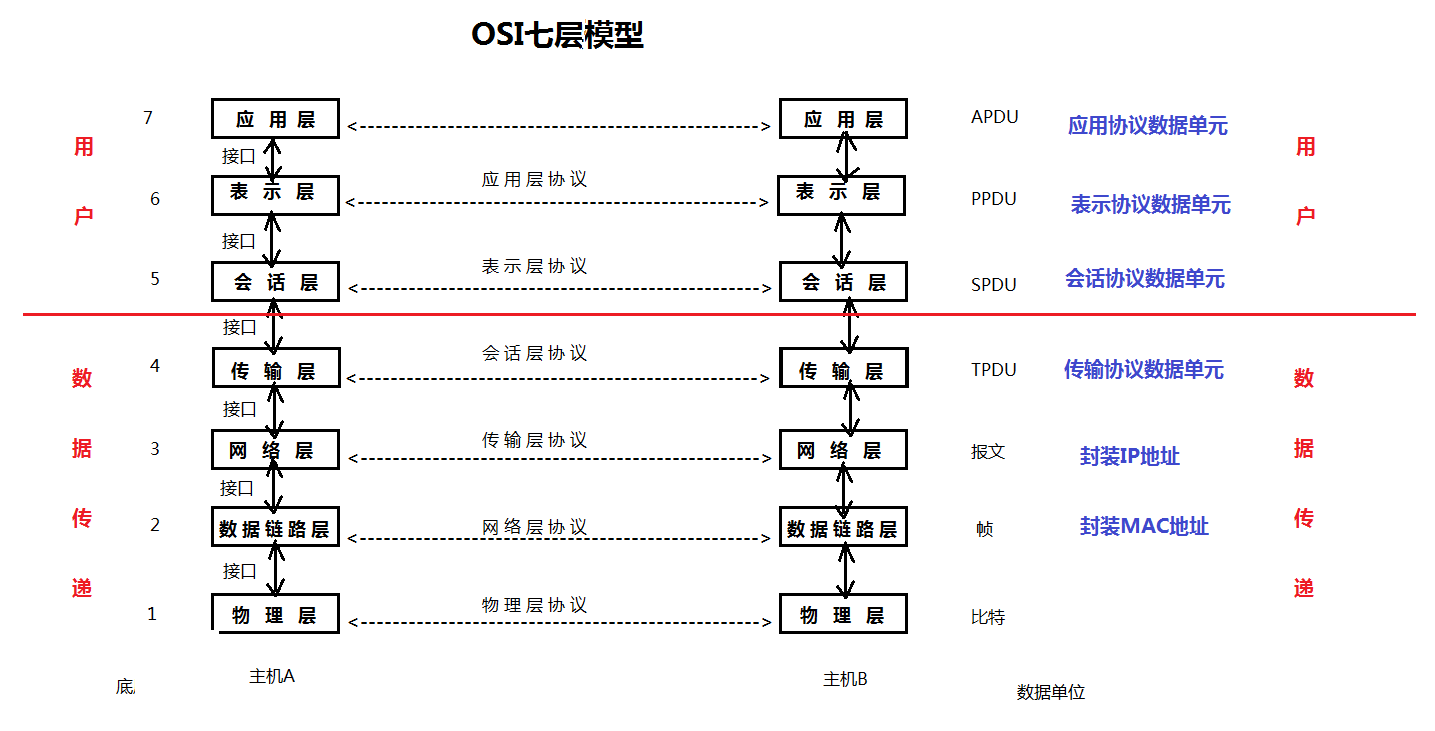 OSI七层模型
7 应用层 应用层 APDU 应用协议数据单元
用 用
接口
应用层协议
6 表示层 表示层 PPDU 表示协议数据单元
户 户
接口
表示层协议
5 会话层 会话层 SPDU 会话协议数据单元
接口
会话层协议
4 传输层 传输层 TPDU 传输协议数据单元
数 数
接口
传输层协议
3 网络层 网络层 报文 封装IP地址
据 据
接口
网络层协议
2 数据链路层 数据链路层 帧 封装MAC地址
传 传
接口
递 递
物理层协议
1 物理层 物理层 比特
底 主机A 主机B 数据单位